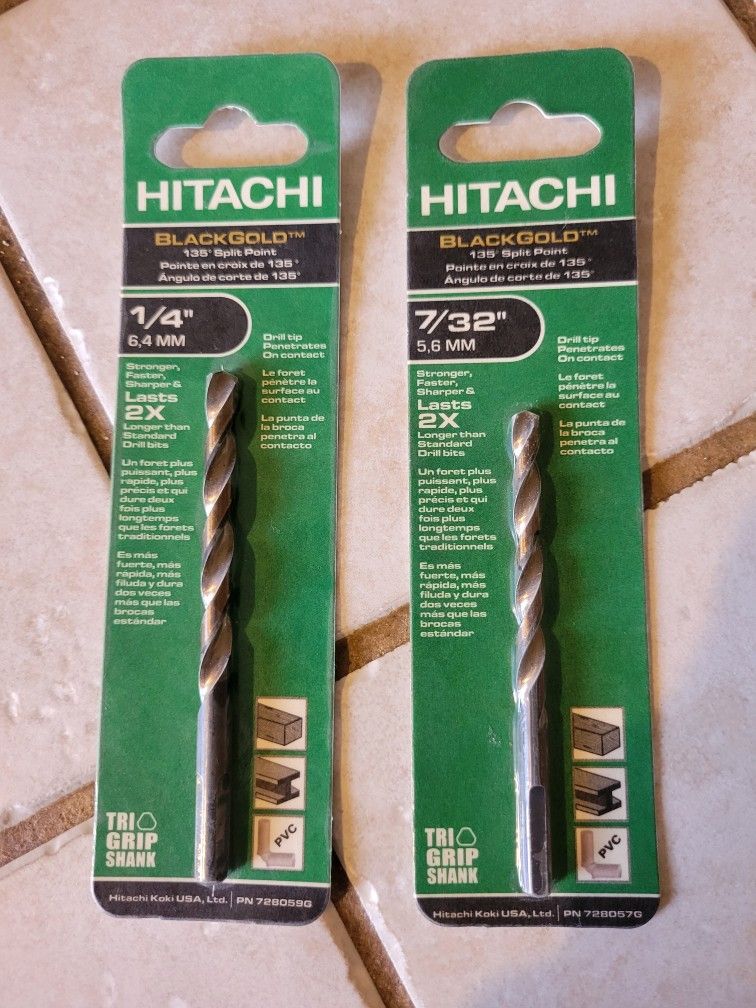 HITACHI
BLACKGOLD™
135° Split Point
Pointe en croix de 135°
Ángulo de corte de 135°
1/4"
6,4 MM
Stronger,
Faster,
Sharper &
Lasts
2X
Longer than
Standard
Drill bits
Un foret plus
puissant, plus
rapide, plus
précis et qui
dure deux
fois plus
longtemps
que les forets
traditionnels
Es más
fuerte, más
rápida, más
filuda y dura
dos veces
más que las
brocas
estándar
Drill tip
Penetrates
On contact
Le foret
pénètre la
surface au
contact
La punta de
la broca
penetra al
contacto
PVC
TRI
GRIP
SHANK
Hitachi Koki USA, Ltd. | PN 728059G
HITACHI
BLACKGOLD™
135° Split Point
Pointe en croix de 135°
Ángulo de corte de 135°
7/32"
5,6 MM
Stronger,
Faster,
Sharper &
Lasts
2X
Longer than
Standard
Drill bits
Un foret plus
puissant, plus
rapide, plus
précis et qui
dure deux
fois plus
longtemps
que les forets
traditionnels
Es más
fuerte, más
rápida, más
filuda y dura
dos veces
más que las
brocas
estándar
Drill tip
Penetrates
On contact
Le foret
pénètre la
surface au
contact
La punta de
la broca
penetra al
contacto
PVC
TRI
GRIP
SHANK
Hitachi Koki USA, Ltd. | PN 728057G